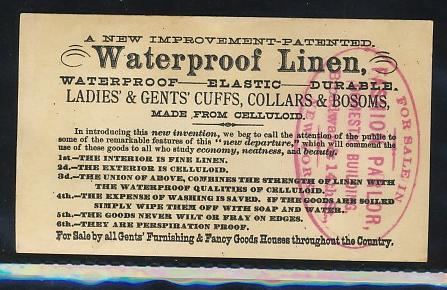 A NEW IMPROVEMENT-PATENTED.
Waterproof Linen,
WATERPROOF—ELASTIC—DURABLE.
LADIES' & GENTS' CUFFS, COLLARS & BOSOMS,
MADE FROM CELLULOID.
In introducing this new invention, we beg to call the attention of the public to
some of the remarkable features of this "new departure," which will commend the
use of these goods to all who study economy, neatness, and beauty.
1st.—THE INTERIOR IS FINE LINEN.
2d.—THE EXTERIOR IS CELLULOID.
3d.—THE UNION OF ABOVE, COMBINES THE STRENGTH OF LINEN WITH
THE WATERPROOF QUALITIES OF CELLULOID.
4th.—THE EXPENSE OF WASHING IS SAVED. IF THE GOODS ARE SOILED
SIMPLY WIPE THEM OFF WITH SOAP AND WATER.
5th.—THE GOODS NEVER WILT OR FRAY ON EDGES.
6th.—THEY ARE PERSPIRATION PROOF.
For Sale by all Gents' Furnishing & Fancy Goods Houses throughout the Country.
FOR SALE IN
FASHION PARLOR,
BUILDING,